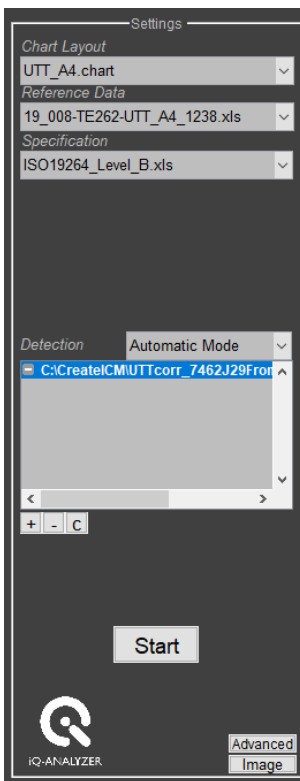 Settings
Chart Layout
UTT_A4.chart
Reference Data
19_008-TE262-UTT_A4_1238.xls
Specification
ISO19264_Level_B.xls
Detection Automatic Mode
C:\CreateICM\UTTcorr_7462J29Fron
+ - C
Start
iQ-ANALYZER
Advanced
Image